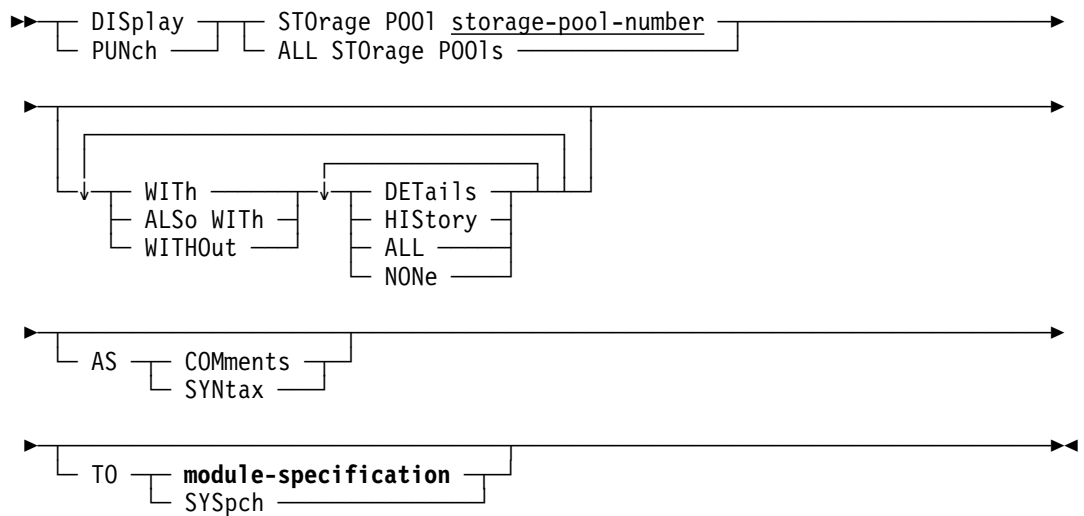 DISplay STOrage POOl storage-pool-number
PUNch ALL STOrage POOls
WITh DETails
ALSo WITh HIStory
WITHOut ALL
NONe
AS COMments
SYNtax
TO module-specification
SYSpch